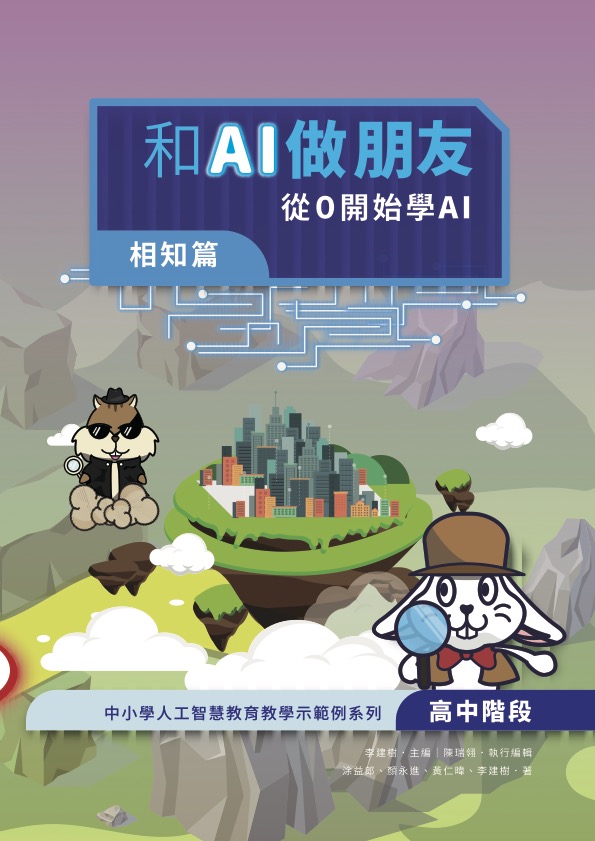 和AI做朋友
從0開始學AI
相知篇
中小學人工智慧教育教學示範例系列
高中階段
李建樹・主編｜陳瑞翎・執行編輯
涂益郎、顏永進、黃仁暐、李建樹・著